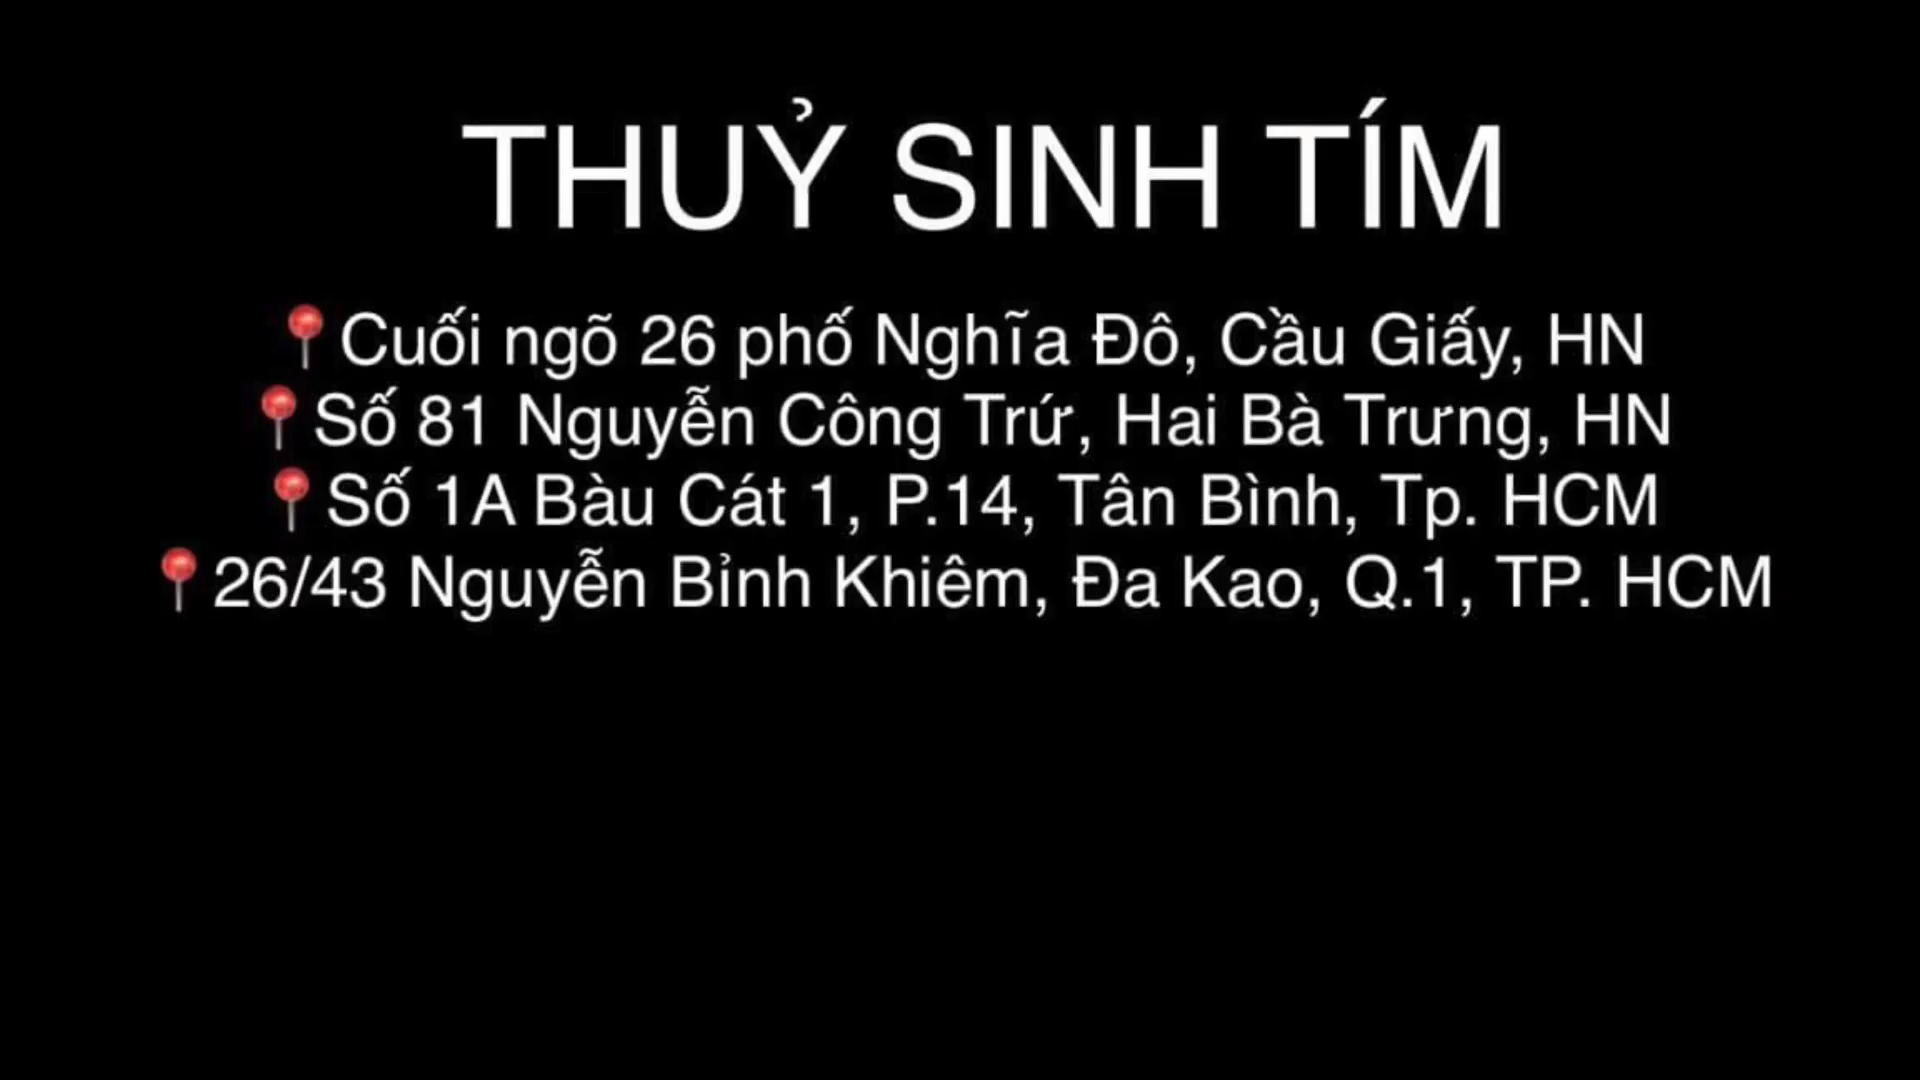 THUỶ SINH TÍM
📍Cuối ngõ 26 phố Nghĩa Đô, Cầu Giấy, HN
📍Số 81 Nguyễn Công Trứ, Hai Bà Trưng, HN
📍Số 1A Bàu Cát 1, P.14, Tân Bình, Tp. HCM
📍26/43 Nguyễn Bỉnh Khiêm, Đa Kao, Q.1, TP. HCM